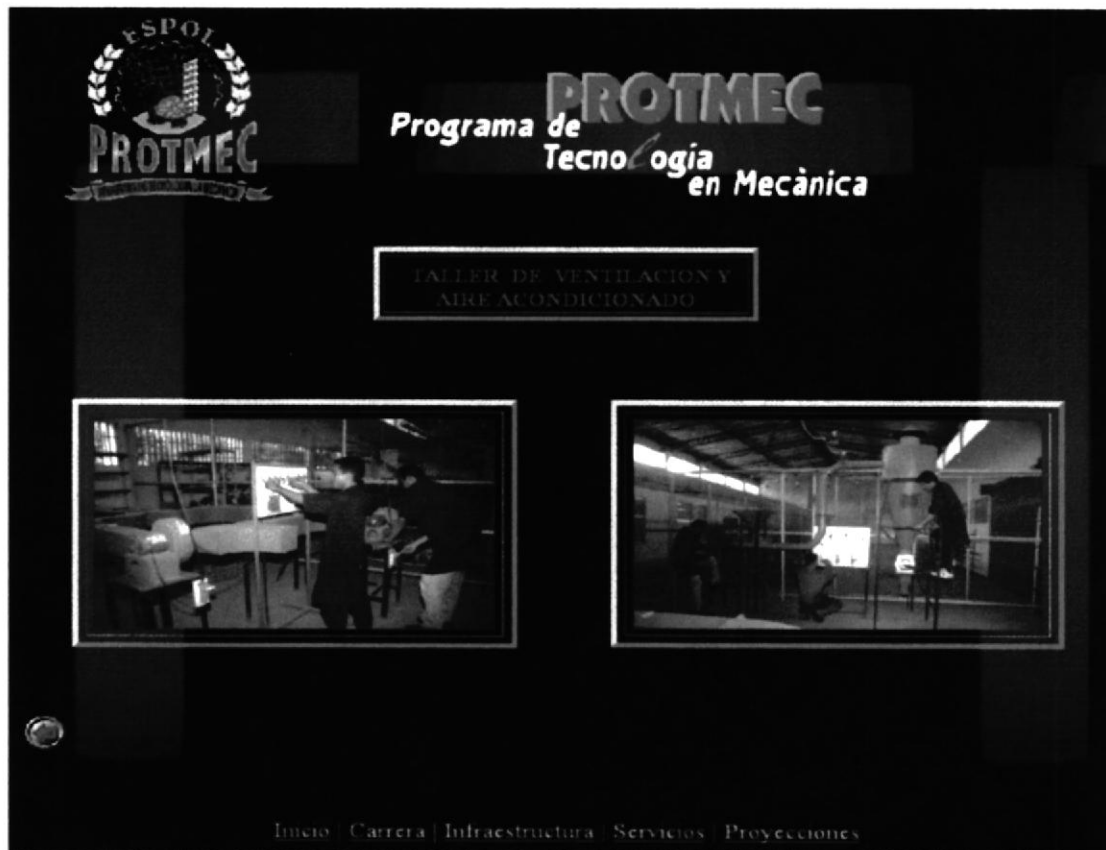 ESPOL
PROTMEC
PROTMEC
Programa de
Tecnología
en Mecànica
TALLER DE VENTILACION Y
AIRE ACONDICIONADO
Inicio | Carrera | Infraestructura | Servicios | Proyecciones